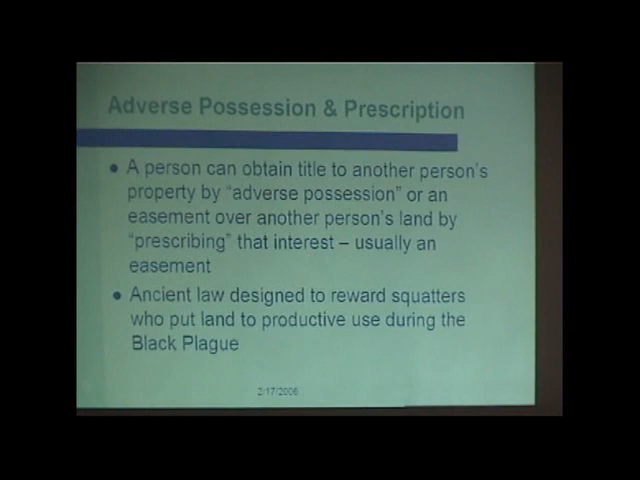 Adverse Possession & Prescription
● A person can obtain title to another person's
property by "adverse possession" or an
easement over another person's land by
"prescribing" that interest – usually an
easement
● Ancient law designed to reward squatters
who put land to productive use during the
Black Plague
2/17/2006